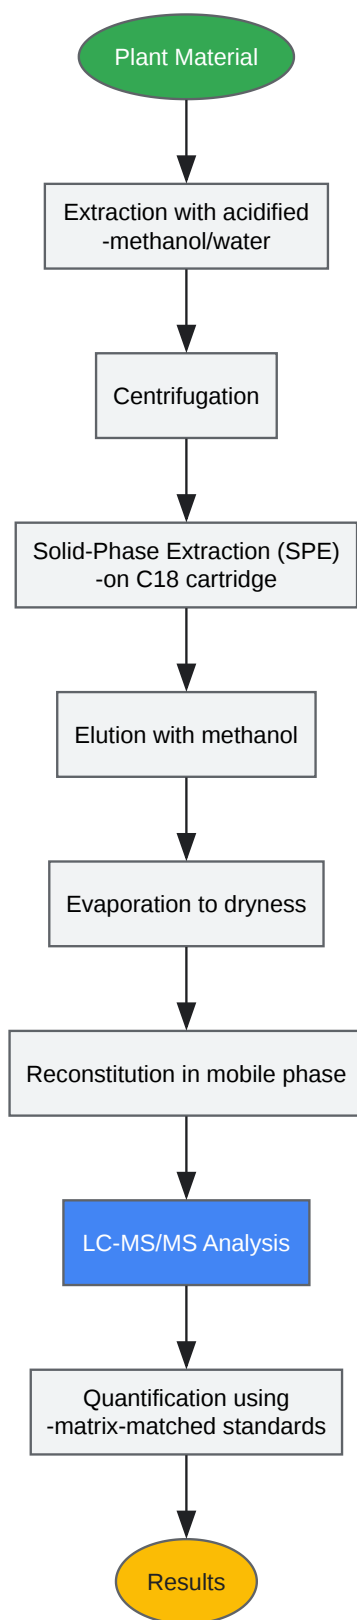 Plant Material
Extraction with acidified
-methanol/water
Centrifugation
Solid-Phase Extraction (SPE)
-on C18 cartridge
Elution with methanol
Evaporation to dryness
Reconstitution in mobile phase
LC-MS/MS Analysis
Quantification using
-matrix-matched standards
Results